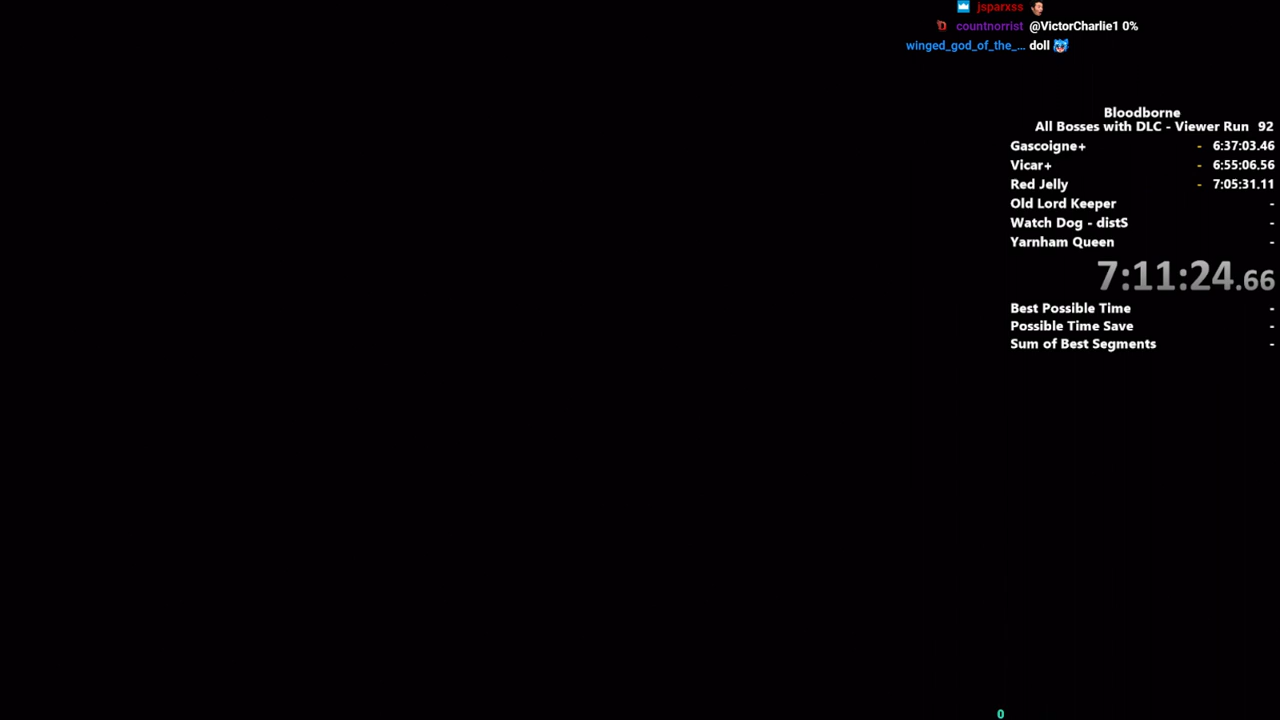 jsparxss
countnorrist @VictorCharlie1 0%
winged_god_of_the_... doll
Bloodborne
All Bosses with DLC - Viewer Run 92
Gascoigne+ - 6:37:03.46
Vicar+ - 6:55:06.56
Red Jelly - 7:05:31.11
Old Lord Keeper -
Watch Dog - distS -
Yarnham Queen -
7:11:24.66
Best Possible Time -
Possible Time Save -
Sum of Best Segments -
0